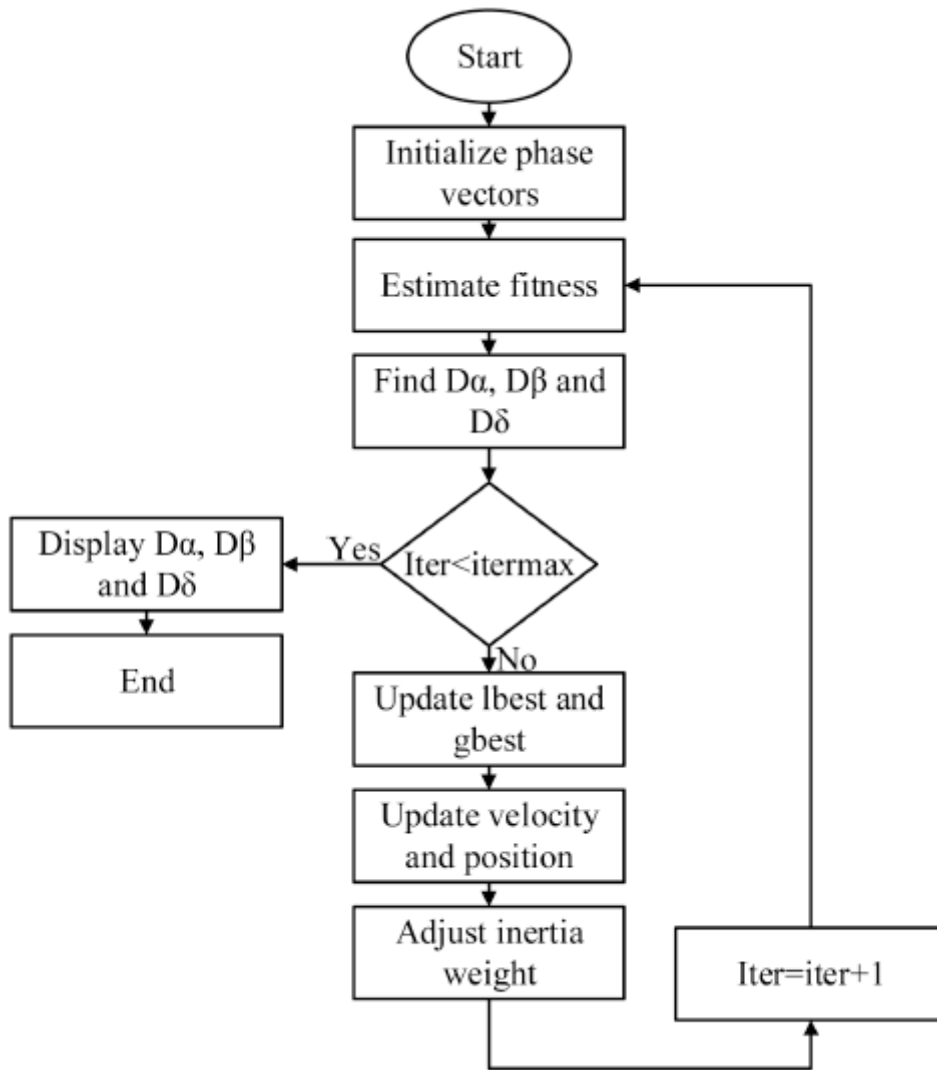 Start
Initialize phase
vectors
Estimate fitness
Find Dα, Dβ and
Dδ
Iter<itermax
Yes
Display Dα, Dβ
and Dδ
End
No
Update lbest and
gbest
Update velocity
and position
Adjust inertia
weight
Iter=iter+1